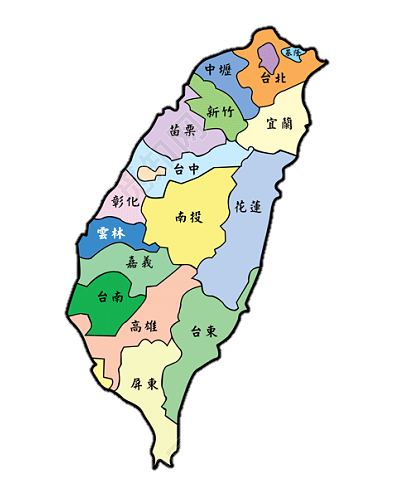 基隆
中壢
台北
新竹
宜蘭
苗栗
台中
彰化
南投
花蓮
雲林
嘉義
台南
高雄
台東
屏東